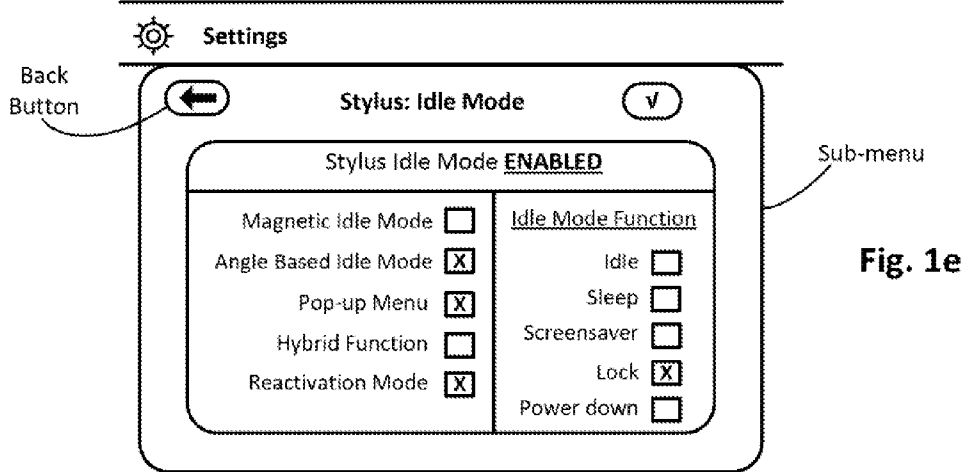 Settings
Back
Button
Stylus: Idle Mode
√
Sub-menu
Stylus Idle Mode ENABLED
Magnetic Idle Mode
Angle Based Idle Mode X
Pop-up Menu X
Hybrid Function
Reactivation Mode X
Idle Mode Function
Idle
Sleep
Screensaver
Lock X
Power down
Fig. 1e